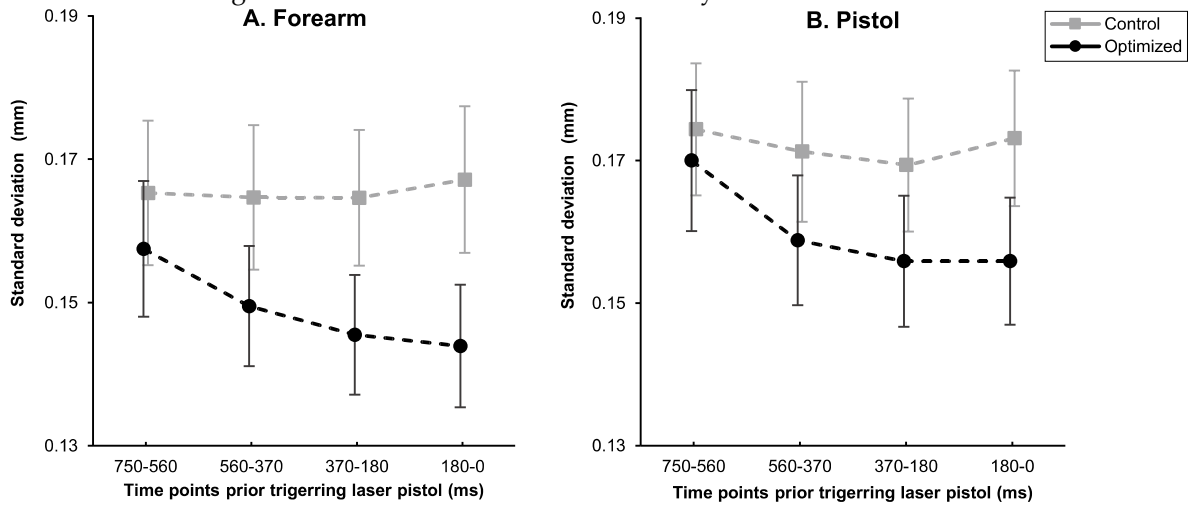 A. Forearm
B. Pistol
Control
Optimized
Standard deviation (mm)
0.19
0.17
0.15
0.13
750-560
560-370
370-180
180-0
Time points prior trigerring laser pistol (ms)
Standard deviation (mm)
0.19
0.17
0.15
0.13
750-560
560-370
370-180
180-0
Time points prior trigerring laser pistol (ms)